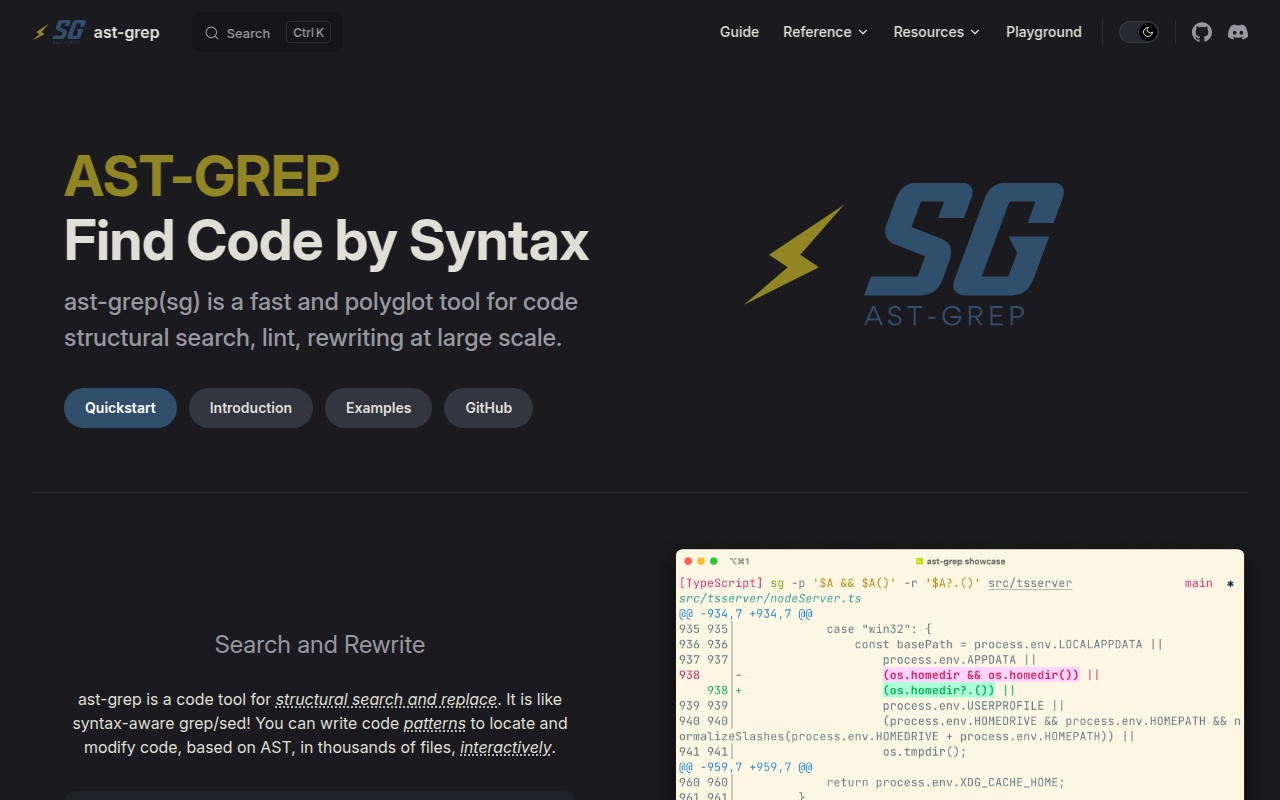 SG
AST-GREP
ast-grep
Search
Ctrl K
Guide
Reference
Resources
Playground
AST-GREP
Find Code by Syntax
ast-grep(sg) is a fast and polyglot tool for code
structural search, lint, rewriting at large scale.
Quickstart
Introduction
Examples
GitHub
SG
AST-GREP
Search and Rewrite
ast-grep is a code tool for structural search and replace. It is like
syntax-aware grep/sed! You can write code patterns to locate and
modify code, based on AST, in thousands of files, interactively.
⌥⌘1
ast-grep showcase
[TypeScript] sg -p '$A && $A()' -r '$A?.()' src/tsserver main ✱
src/tsserver/nodeServer.ts
@@ -934,7 +934,7 @@
935 935│ case "win32": {
936 936│ const basePath = process.env.LOCALAPPDATA ||
937 937│ process.env.APPDATA ||
938 │- (os.homedir && os.homedir()) ||
938│+ (os.homedir?.()) ||
939 939│ process.env.USERPROFILE ||
940 940│ (process.env.HOMEDRIVE && process.env.HOMEPATH && n
ormalizeSlashes(process.env.HOMEDRIVE + process.env.HOMEPATH)) ||
941 941│ os.tmpdir();
@@ -959,7 +959,7 @@
960 960│ return process.env.XDG_CACHE_HOME;
961 961│ }